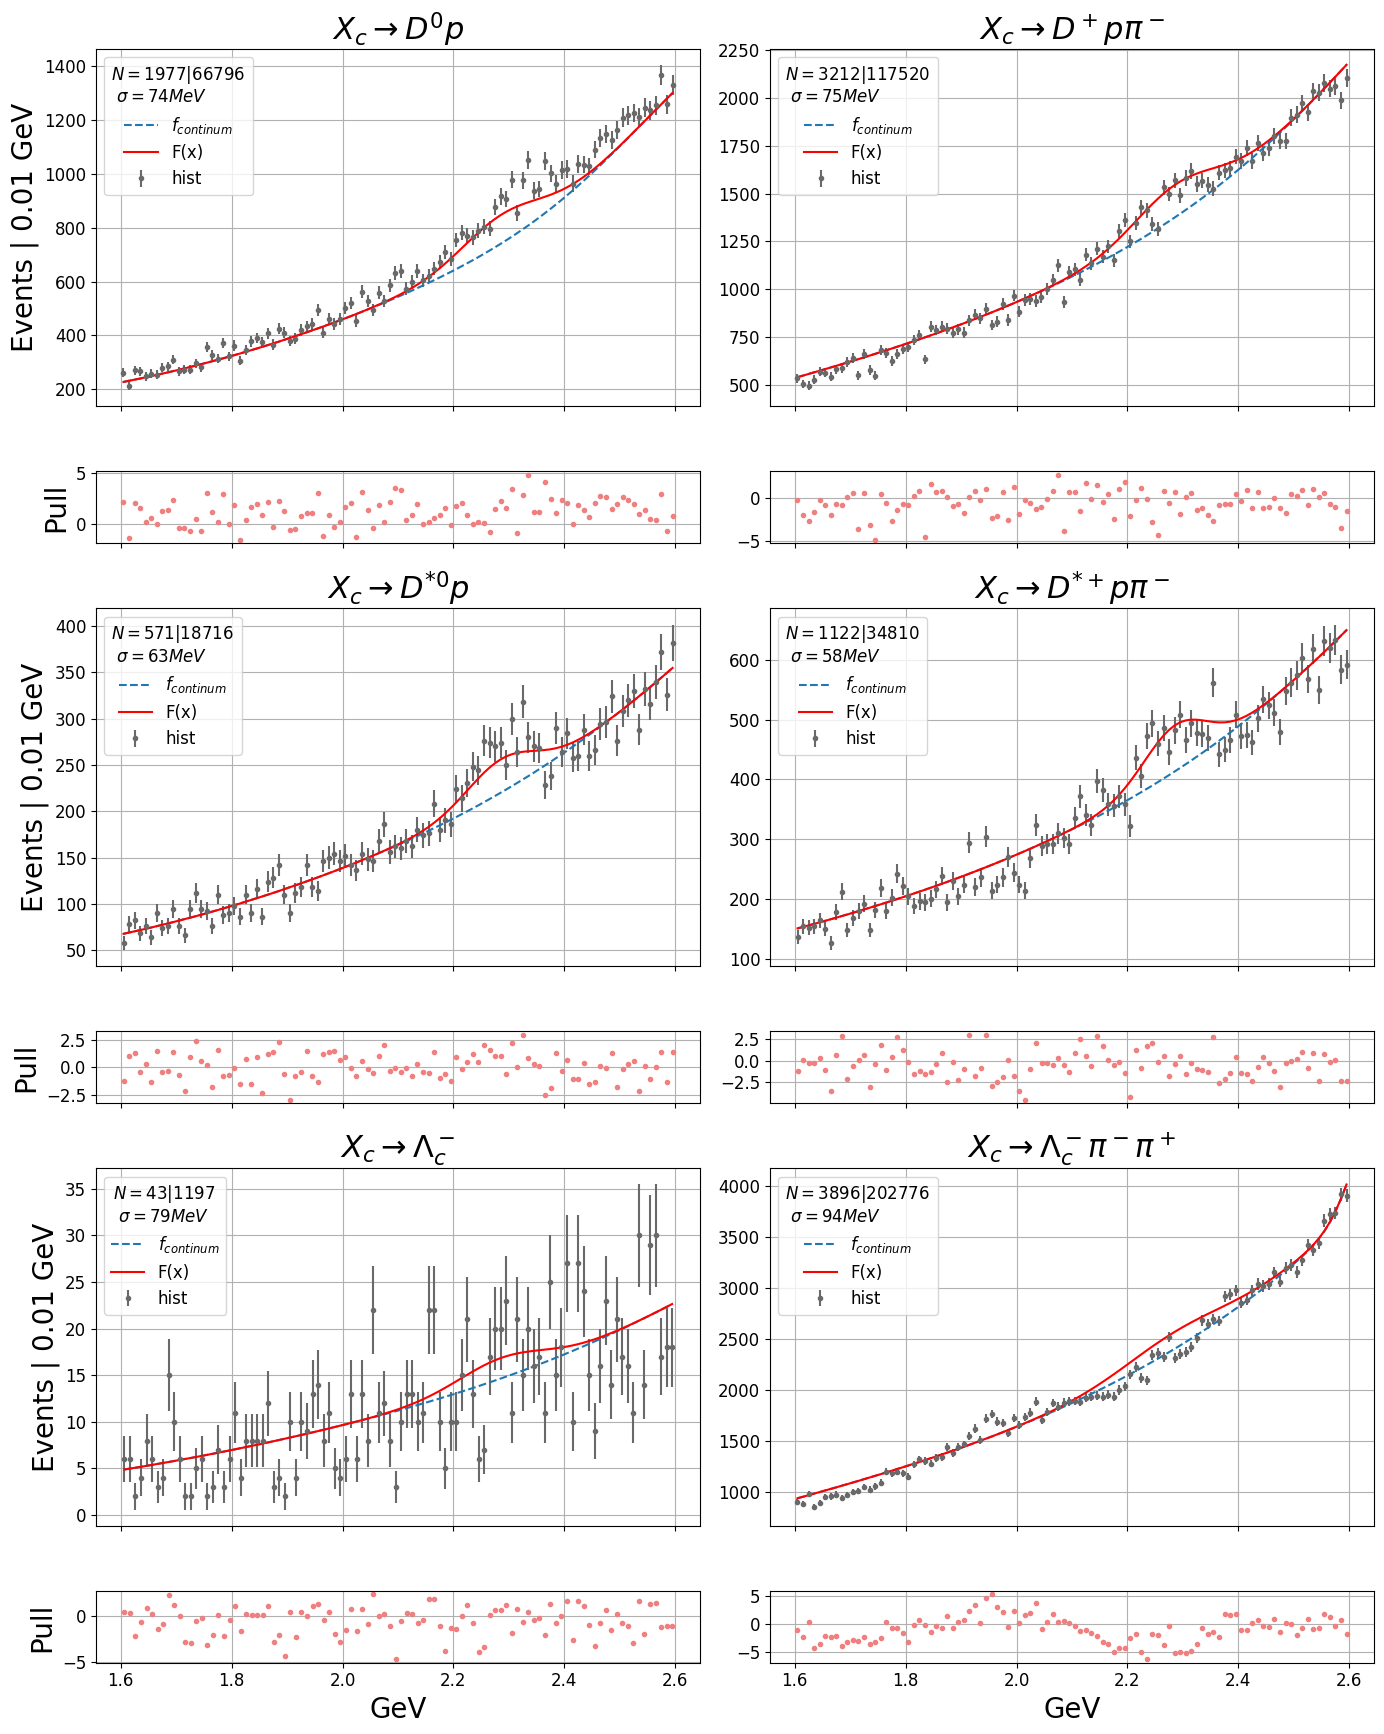 X_c → D^0 p
N = 1977|66796
σ = 74MeV
f_continum
F(x)
hist
Events | 0.01 GeV
1400
1200
1000
800
600
400
200
Pull
5
0
X_c → D^+ pπ^-
N = 3212|117520
σ = 75MeV
f_continum
F(x)
hist
2250
2000
1750
1500
1250
1000
750
500
0
−5
X_c → D^{*0} p
N = 571|18716
σ = 63MeV
f_continum
F(x)
hist
Events | 0.01 GeV
400
350
300
250
200
150
100
50
Pull
2.5
0.0
−2.5
X_c → D^{*+} pπ^-
N = 1122|34810
σ = 58MeV
f_continum
F(x)
hist
600
500
400
300
200
100
2.5
0.0
−2.5
X_c → Λ_c^-
N = 43|1197
σ = 79MeV
f_continum
F(x)
hist
Events | 0.01 GeV
35
30
25
20
15
10
5
0
Pull
0
−5
1.6 1.8 2.0 2.2 2.4 2.6
GeV
X_c → Λ_c^- π^- π^+
N = 3896|202776
σ = 94MeV
f_continum
F(x)
hist
4000
3500
3000
2500
2000
1500
1000
5
0
−5
1.6 1.8 2.0 2.2 2.4 2.6
GeV